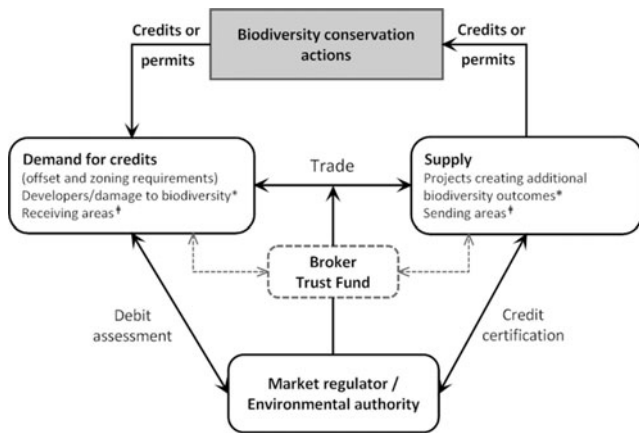 Credits or
permits
Biodiversity conservation
actions
Credits or
permits
Demand for credits
(offset and zoning requirements)
Developers/damage to biodiversity*
Receiving areas†
Trade
Supply
Projects creating additional
biodiversity outcomes*
Sending areas†
Broker
Trust Fund
Debit
assessment
Credit
certification
Market regulator /
Environmental authority